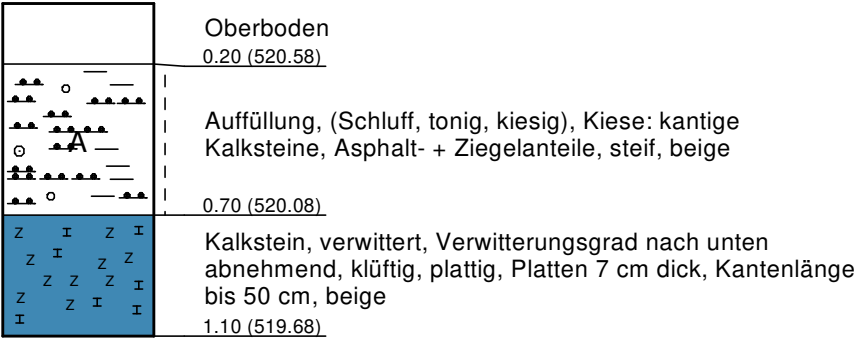 Oberboden
0.20 (520.58)
A
Auffüllung, (Schluff, tonig, kiesig), Kiese: kantige
Kalksteine, Asphalt- + Ziegelanteile, steif, beige
0.70 (520.08)
Z I Z I
Z I Z Z
Z Z Z I
Z Z I I
I
Kalkstein, verwittert, Verwitterungsgrad nach unten
abnehmend, klüftig, plattig, Platten 7 cm dick, Kantenlänge
bis 50 cm, beige
1.10 (519.68)